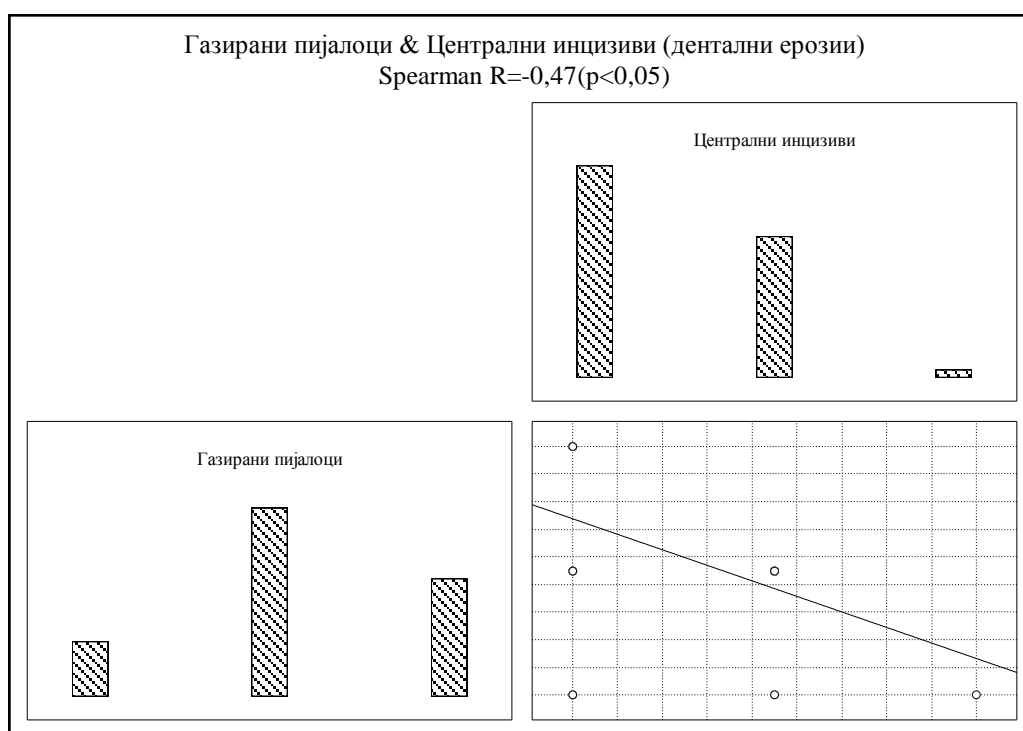 Газирани пијалоци & Централни инцизиви (дентални ерозии)
Spearman R=-0,47(p<0,05)
Централни инцизиви
Газирани пијалоци